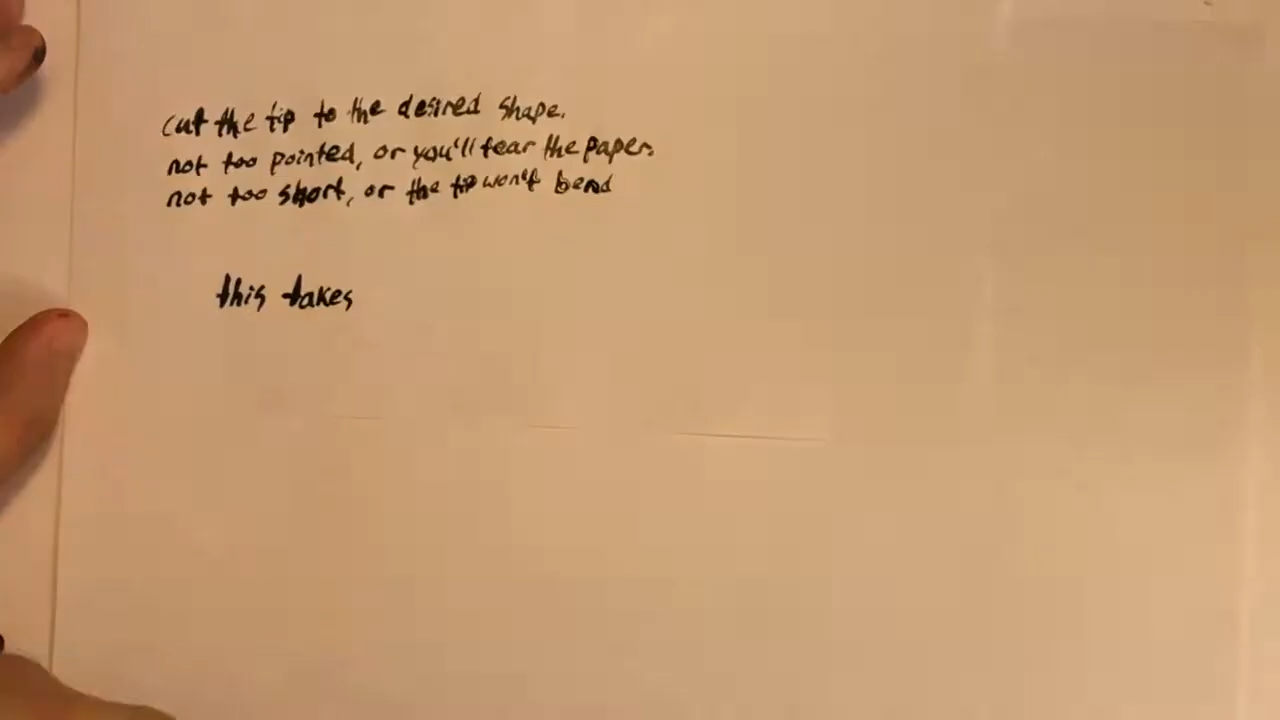 cut the tip to the desired shape.
not too pointed, or you'll tear the paper.
not too short, or the tip won't bend
this takes